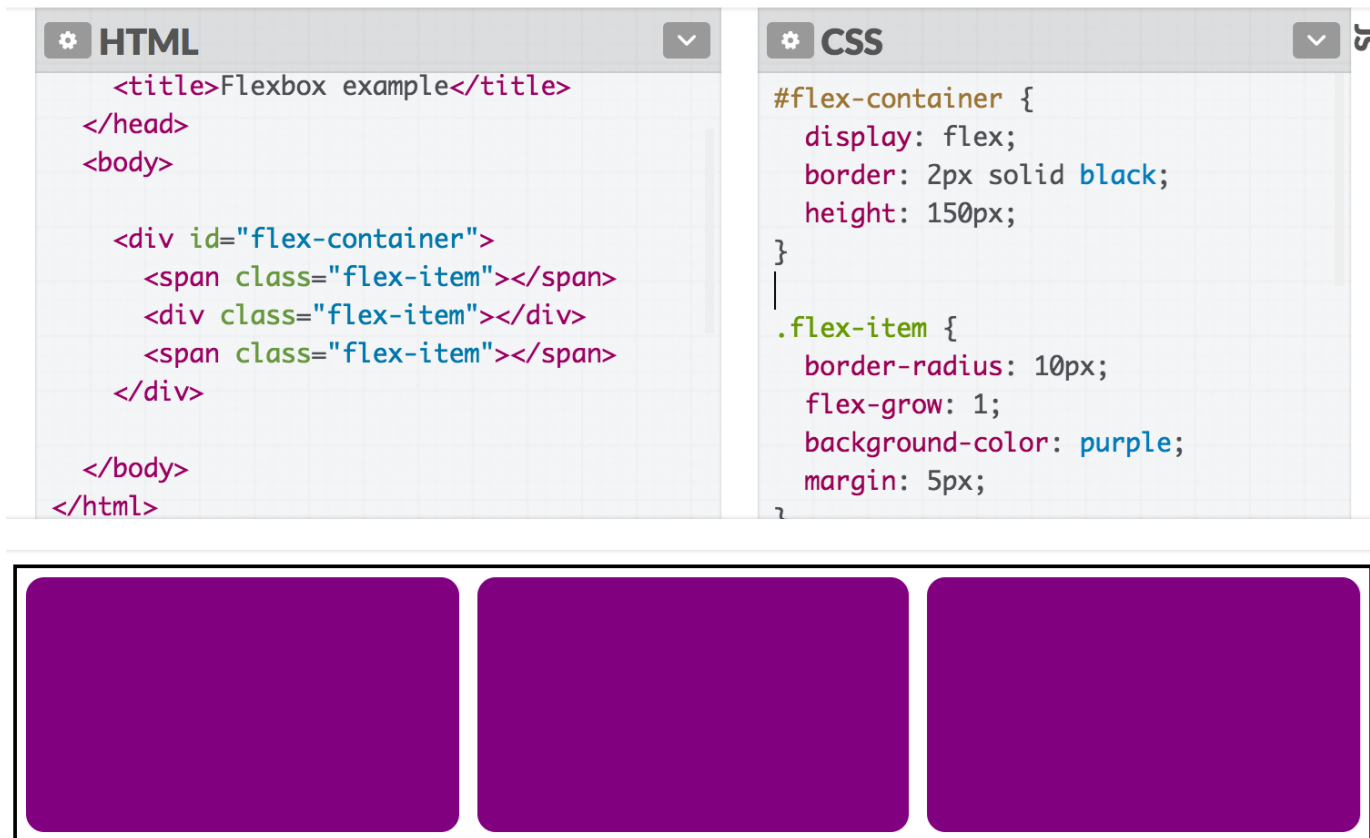 HTML
<title>Flexbox example</title>
</head>
<body>
<div id="flex-container">
<span class="flex-item"></span>
<div class="flex-item"></div>
<span class="flex-item"></span>
</div>
</body>
</html>
CSS
#flex-container {
display: flex;
border: 2px solid black;
height: 150px;
}
.flex-item {
border-radius: 10px;
flex-grow: 1;
background-color: purple;
margin: 5px;
}